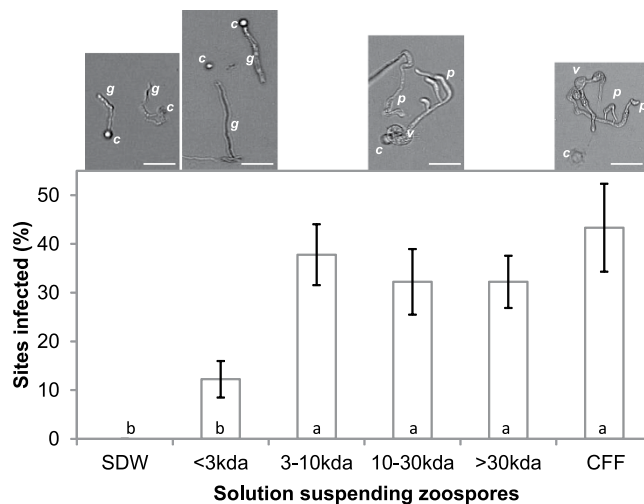 g g c c
c c g g
p p c v
v p p c
Sites infected (%)
50
40
30
20
10
0
b b a a a a
SDW <3kda 3-10kda 10-30kda >30kda CFF
Solution suspending zoospores